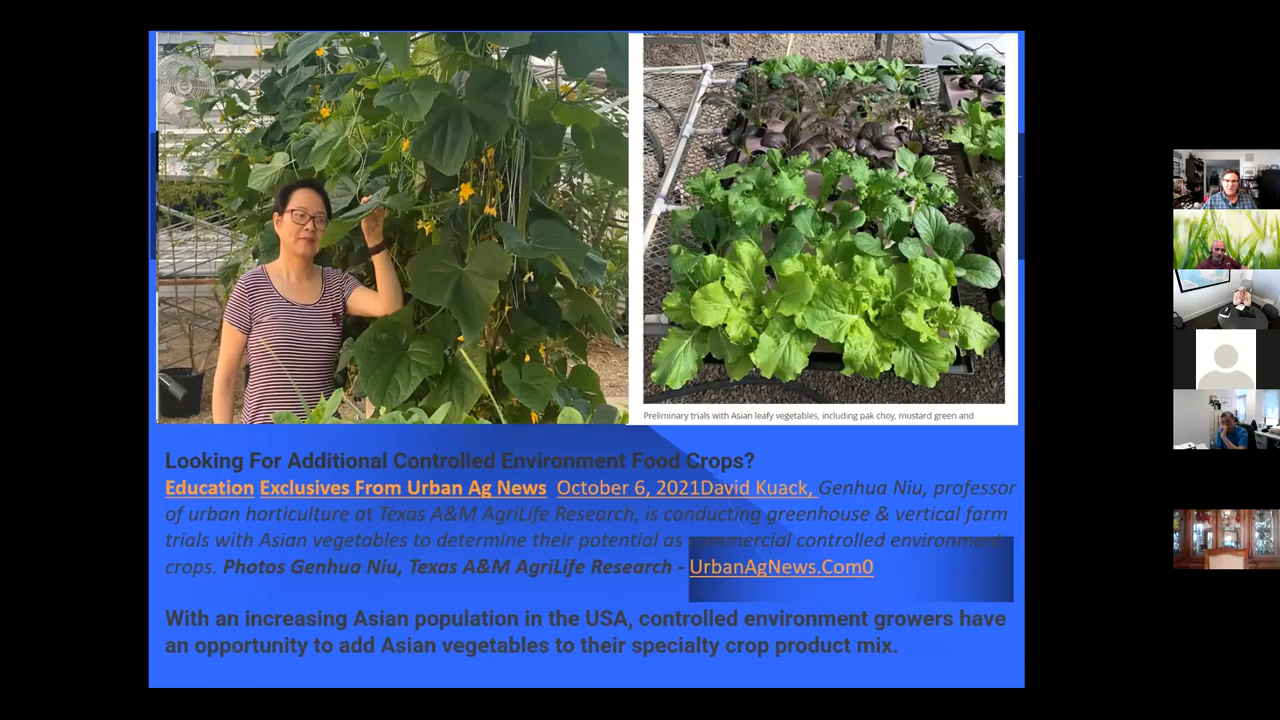 Preliminary trials with Asian leafy vegetables, including pak choy, mustard green and
Looking For Additional Controlled Environment Food Crops?
Education Exclusives From Urban Ag News October 6, 2021David Kuack, Genhua Niu, professor
of urban horticulture at Texas A&M AgriLife Research, is conducting greenhouse & vertical farm
trials with Asian vegetables to determine their potential as commercial controlled environment
crops. Photos Genhua Niu, Texas A&M AgriLife Research - UrbanAgNews.Com0
With an increasing Asian population in the USA, controlled environment growers have
an opportunity to add Asian vegetables to their specialty crop product mix.